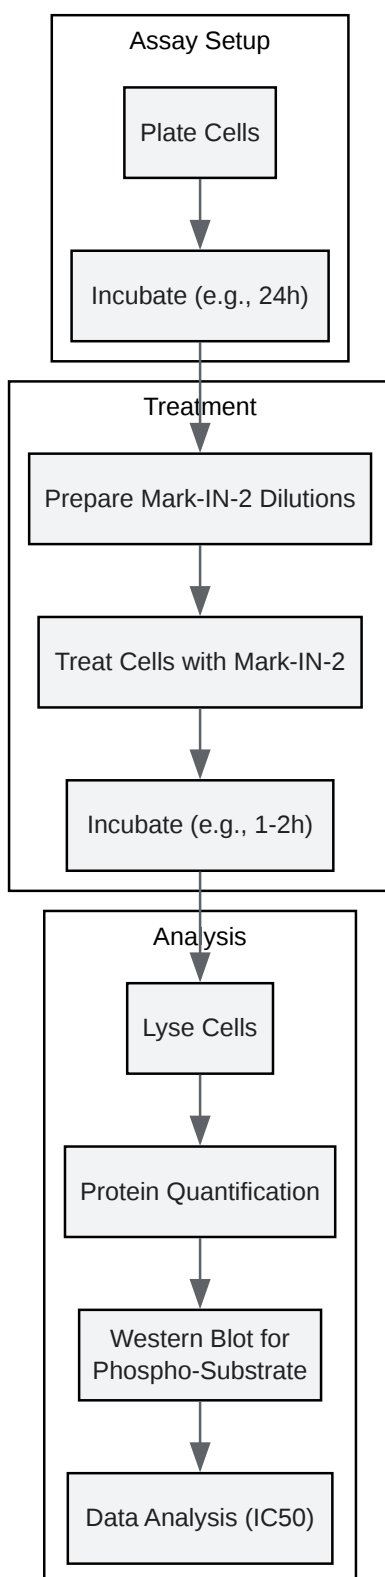 Assay Setup
Plate Cells
Incubate (e.g., 24h)
Treatment
Prepare Mark-IN-2 Dilutions
Treat Cells with Mark-IN-2
Incubate (e.g., 1-2h)
Analysis
Lyse Cells
Protein Quantification
Western Blot for
Phospho-Substrate
Data Analysis (IC50)